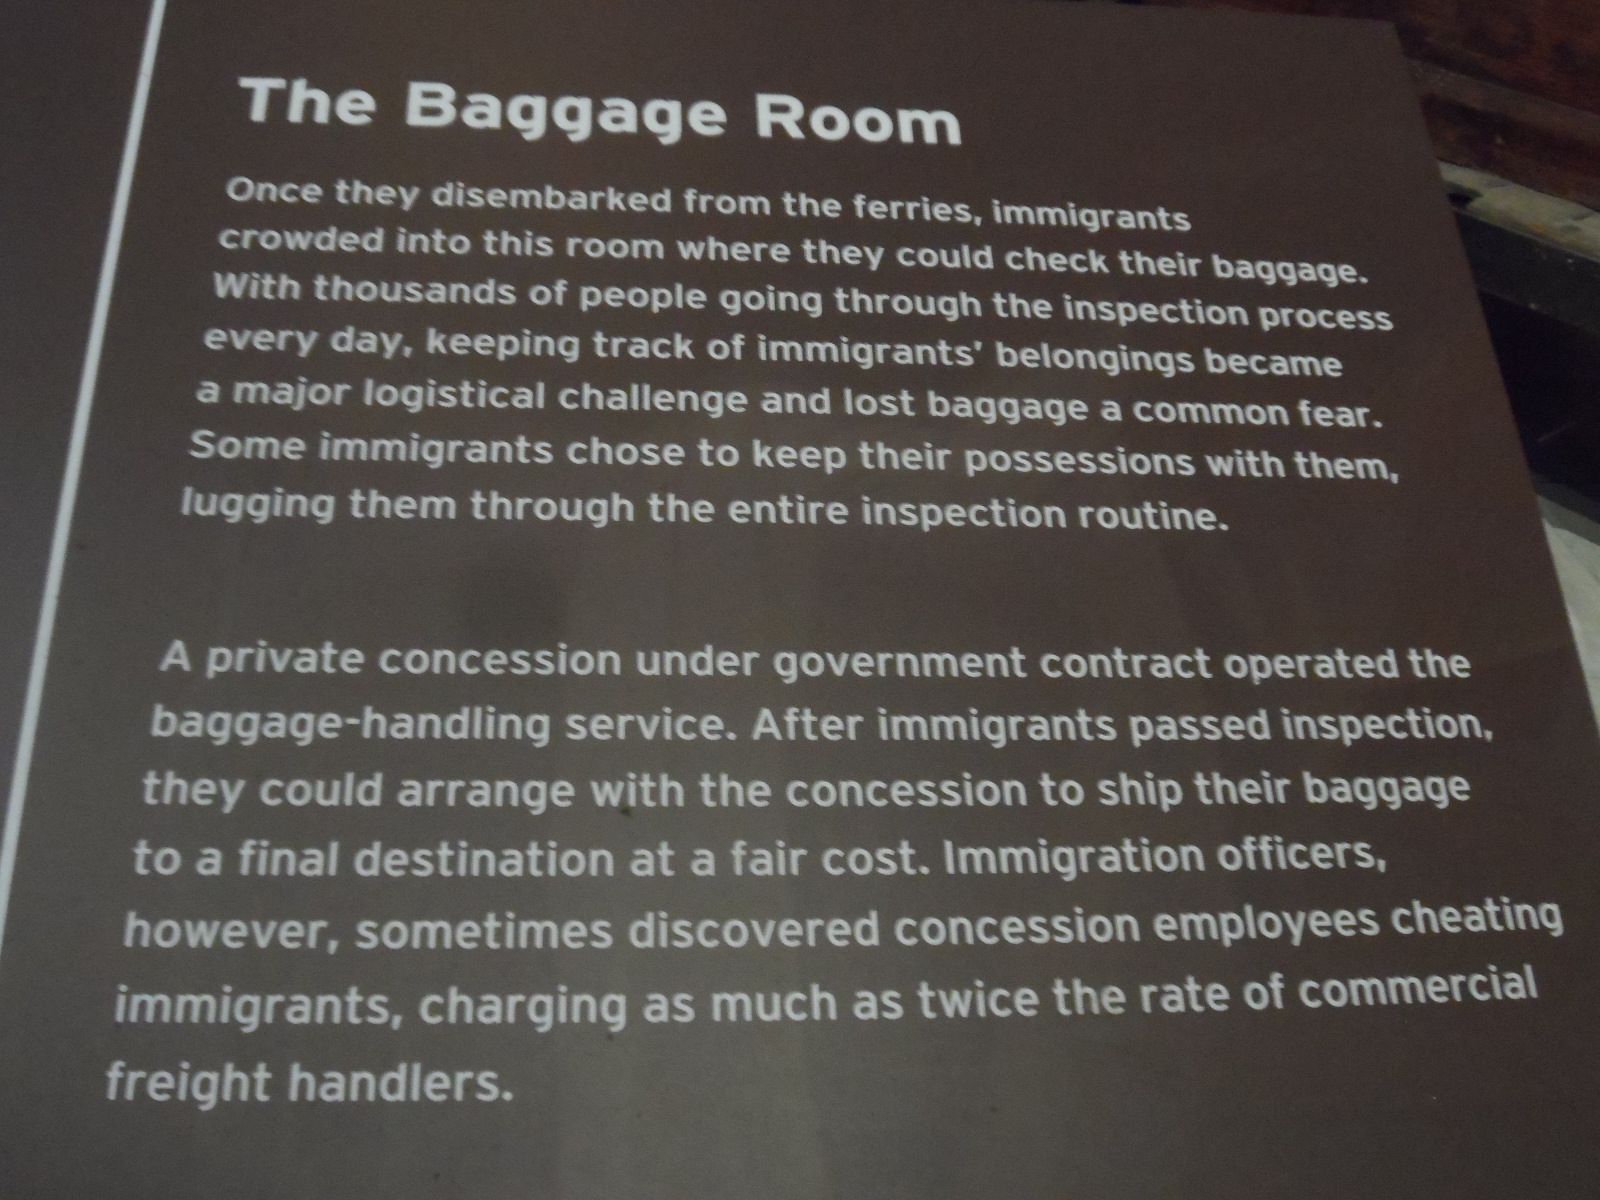 The Baggage Room
Once they disembarked from the ferries, immigrants
crowded into this room where they could check their baggage.
With thousands of people going through the inspection process
every day, keeping track of immigrants' belongings became
a major logistical challenge and lost baggage a common fear.
Some immigrants chose to keep their possessions with them,
lugging them through the entire inspection routine.
A private concession under government contract operated the
baggage-handling service. After immigrants passed inspection,
they could arrange with the concession to ship their baggage
to a final destination at a fair cost. Immigration officers,
however, sometimes discovered concession employees cheating
immigrants, charging as much as twice the rate of commercial
freight handlers.